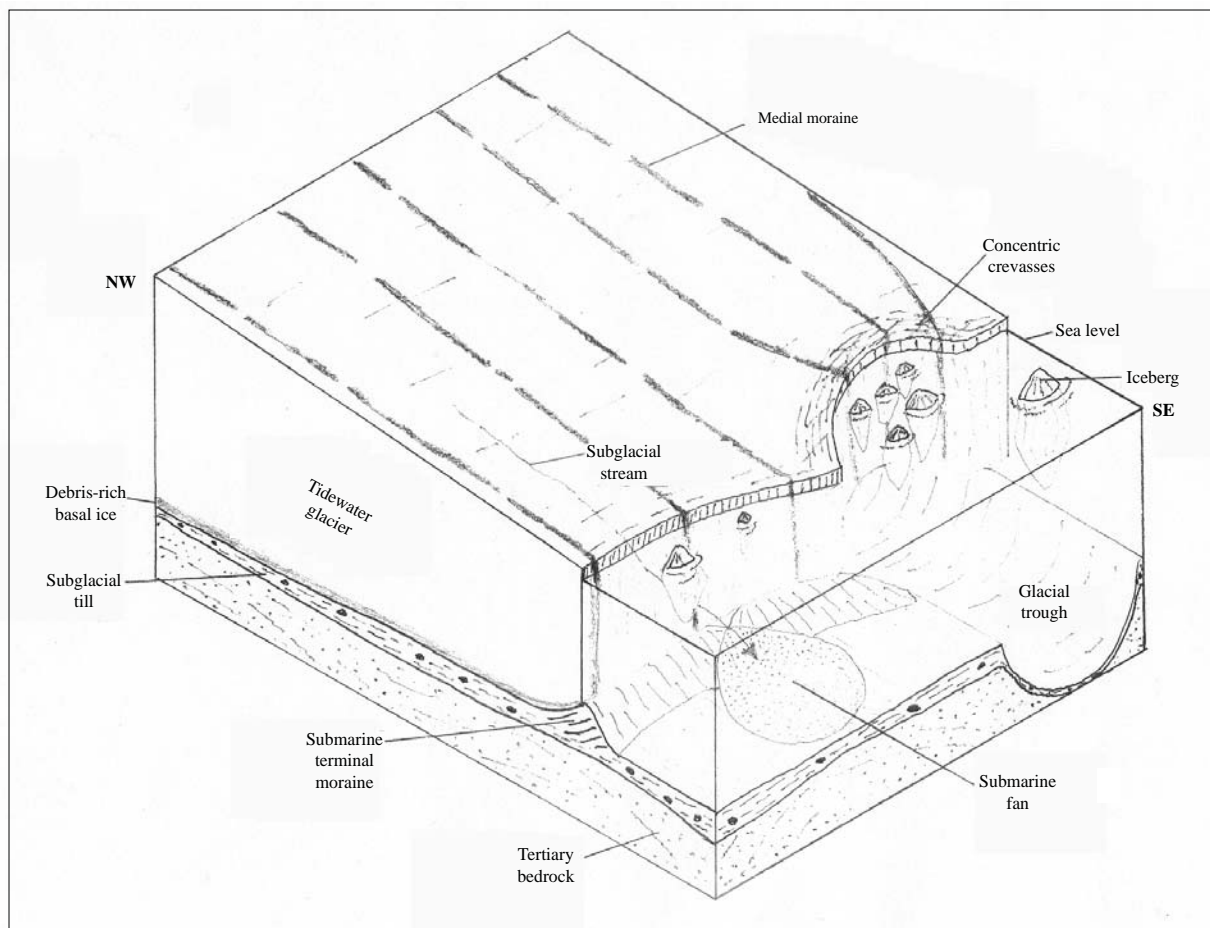 Medial moraine
Concentric
crevasses
NW
Sea level
Iceberg
SE
Subglacial
stream
Debris-rich
basal ice
Tidewater
glacier
Subglacial
till
Glacial
trough
Submarine
terminal
moraine
Submarine
fan
Tertiary
bedrock